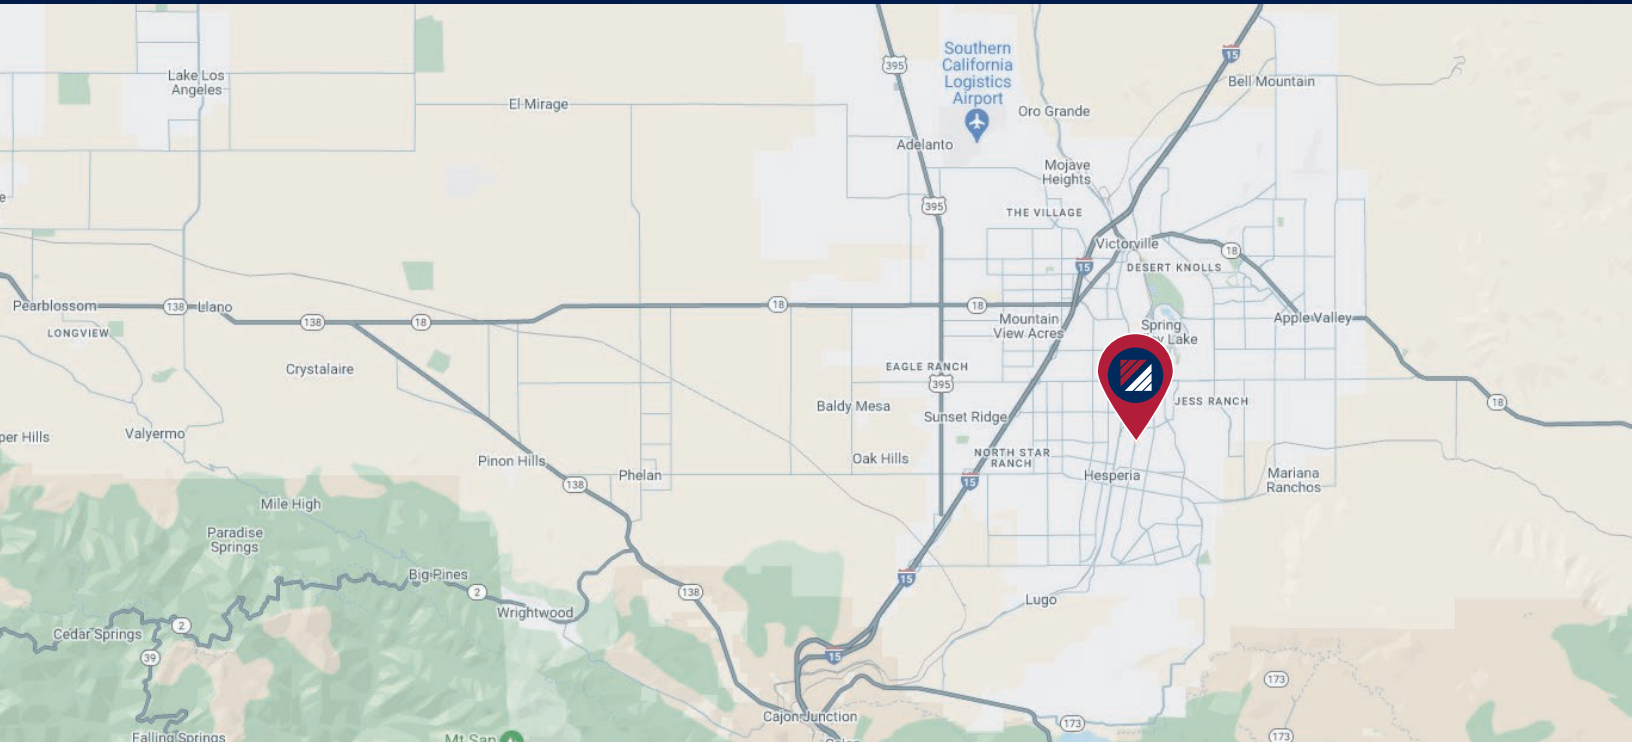 395
Southern
California
Logistics
Airport
15
Bell Mountain
Lake Los
Angeles
El Mirage
Oro Grande
Adelanto
Mojave
Heights
395
THE VILLAGE
Victorville
18
15
DESERT KNOLLS
Pearblossom
138
Llano
18
18
138
18
Mountain
View Acres
Apple Valley
Spring
Lake
LONGVIEW
Crystalaire
EAGLE RANCH
395
Baldy Mesa
Sunset Ridge
JESS RANCH
18
per Hills
Valyermo
Pinon Hills
Phelan
Oak Hills
NORTH STAR
RANCH
15
Hesperia
Mariana
Ranchos
138
Mile High
Paradise
Springs
Big Pines
2
Wrightwood
138
15
Lugo
Cedar Springs
2
39
15
173
Cajon Junction
173
173
Falling Springs
Mt San